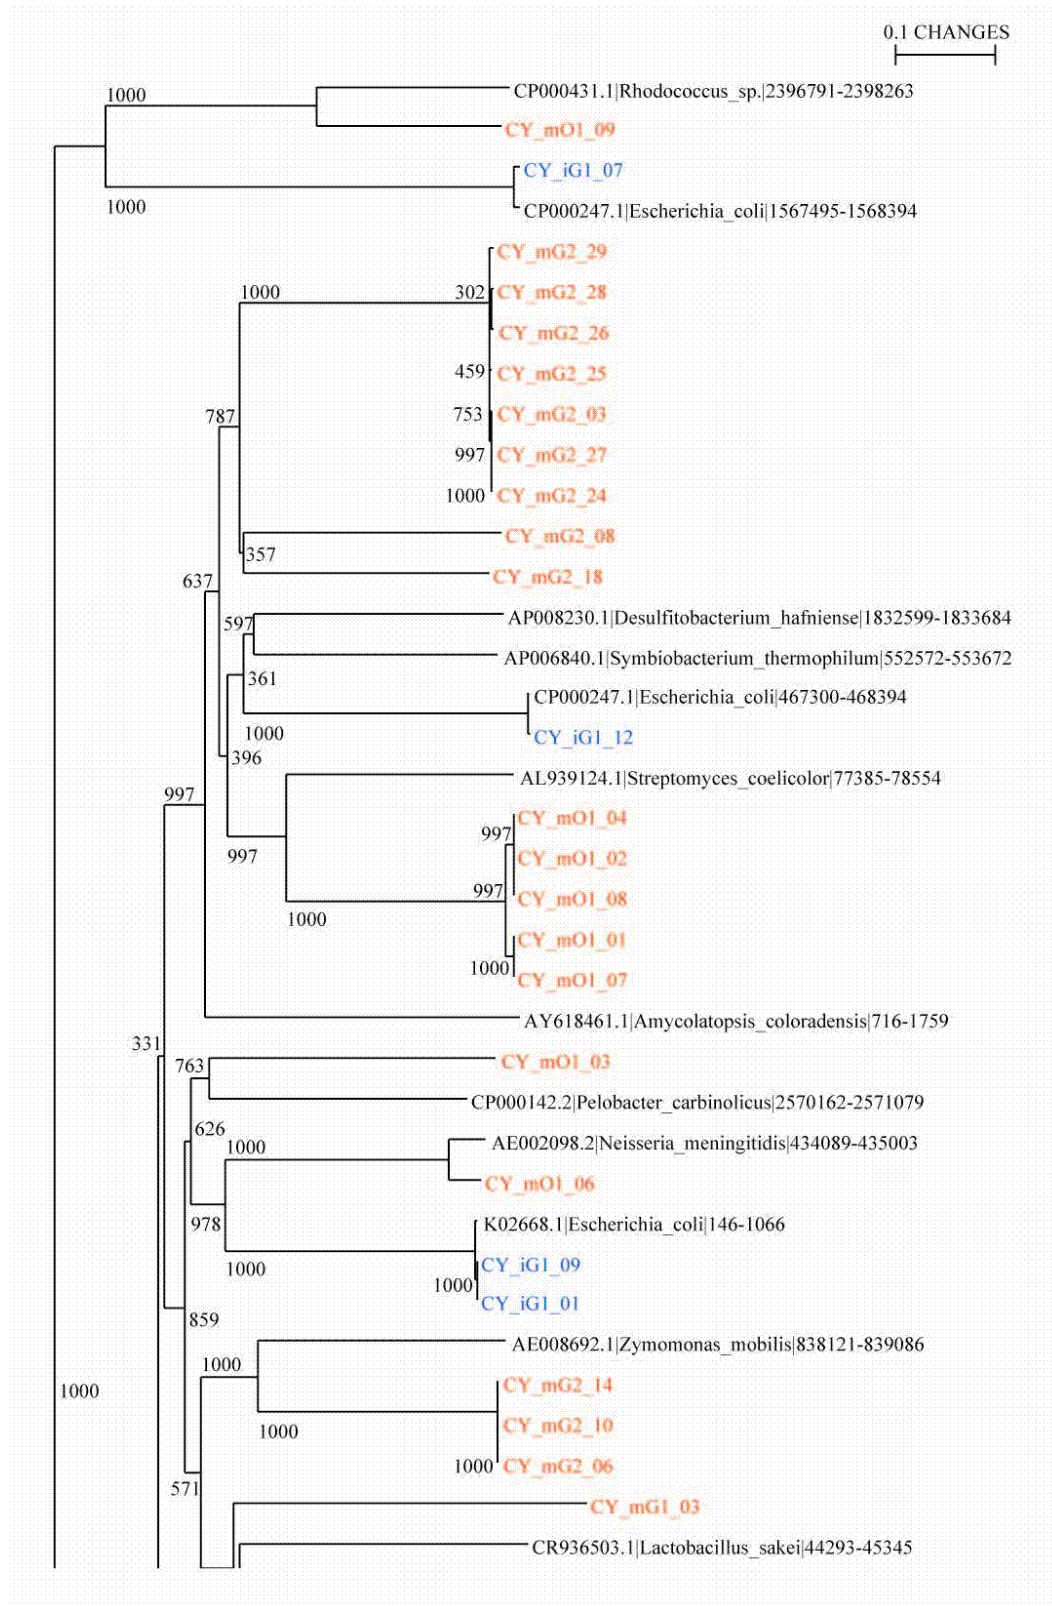 0.1 CHANGES
1000
CP000431.1|Rhodococcus_sp.|2396791-2398263
CY_mO1_09
CY_iG1_07
1000
CP000247.1|Escherichia_coli|1567495-1568394
CY_mG2_29
1000
302
CY_mG2_28
CY_mG2_26
459
CY_mG2_25
787
753
CY_mG2_03
997
CY_mG2_27
1000
CY_mG2_24
CY_mG2_08
357
637
CY_mG2_18
597
AP008230.1|Desulfitobacterium_hafniense|1832599-1833684
AP006840.1|Symbiobacterium_thermophilum|552572-553672
361
CP000247.1|Escherichia_coli|467300-468394
1000
CY_iG1_12
396
AL939124.1|Streptomyces_coelicolor|77385-78554
997
CY_mO1_04
997
997
CY_mO1_02
997
CY_mO1_08
1000
CY_mO1_01
1000
CY_mO1_07
AY618461.1|Amycolatopsis_coloradensis|716-1759
331
763
CY_mO1_03
CP000142.2|Pelobacter_carbinolicus|2570162-2571079
626
1000
AE002098.2|Neisseria_meningitidis|434089-435003
CY_mO1_06
978
K02668.1|Escherichia_coli|146-1066
1000
CY_iG1_09
1000
CY_iG1_01
859
AE008692.1|Zymomonas_mobilis|838121-839086
1000
1000
CY_mG2_14
1000
CY_mG2_10
1000
CY_mG2_06
571
CY_mG1_03
CR936503.1|Lactobacillus_sakei|44293-45345